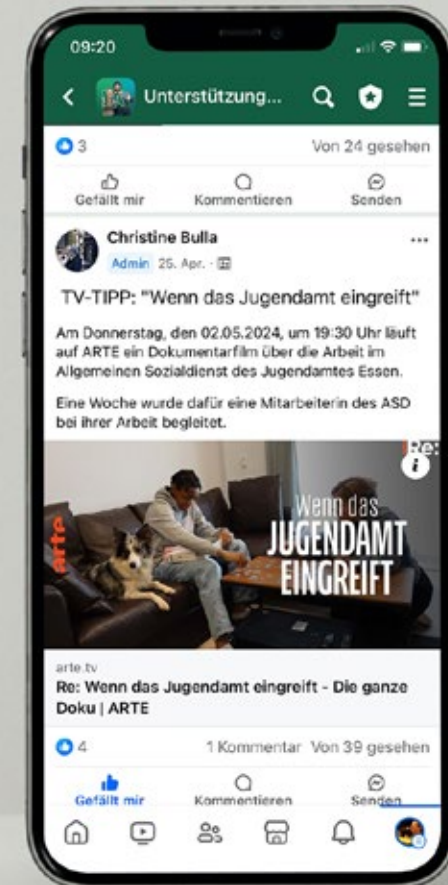 09:20
Unterstützung...
3 Von 24 gesehen
Gefällt mir Kommentieren Senden
Christine Bulla
Admin 25. Apr. ·
TV-TIPP: "Wenn das Jugendamt eingreift"
Am Donnerstag, den 02.05.2024, um 19:30 Uhr läuft
auf ARTE ein Dokumentarfilm über die Arbeit im
Allgemeinen Sozialdienst des Jugendamtes Essen.
Eine Woche wurde dafür eine Mitarbeiterin des ASD
bei ihrer Arbeit begleitet.
Re:
arte
Wenn das
JUGENDAMT
EINGREIFT
arte.tv
Re: Wenn das Jugendamt eingreift - Die ganze
Doku | ARTE
4 1 Kommentar Von 39 gesehen
Gefällt mir Kommentieren Senden